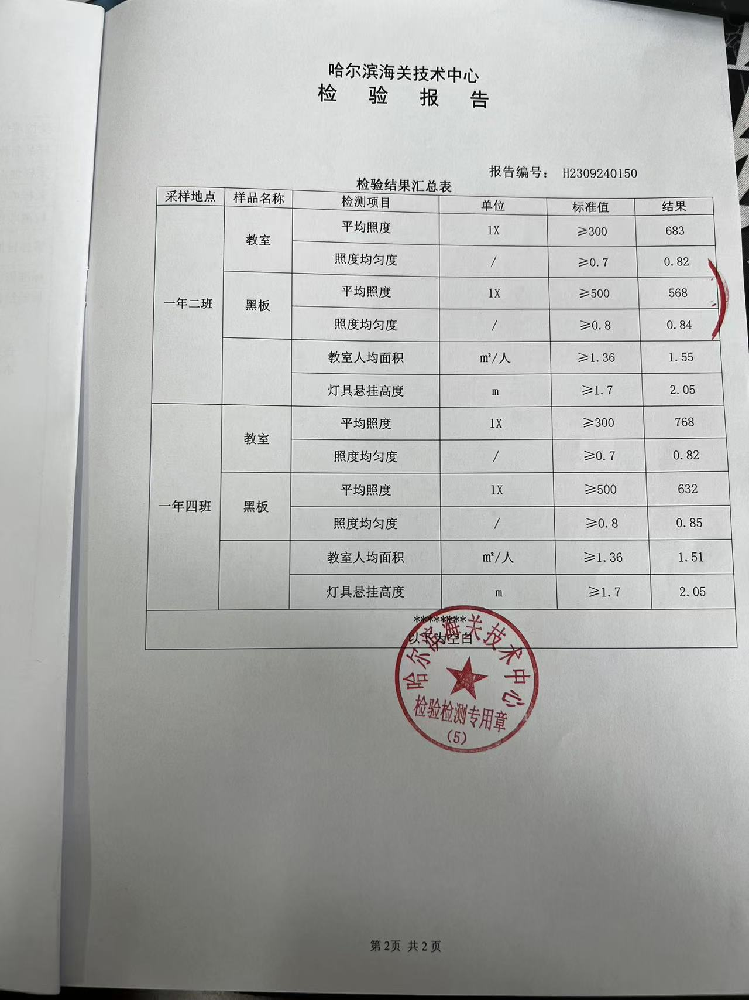 哈尔滨海关技术中心
检 验 报 告
报告编号: H2309240150
检验结果汇总表
采样地点 样品名称 检测项目 单位 标准值 结果
一年二班 教室 平均照度 1X ≥300 683
照度均匀度 / ≥0.7 0.82
黑板 平均照度 1X ≥500 568
照度均匀度 / ≥0.8 0.84
教室人均面积 m²/人 ≥1.36 1.55
灯具悬挂高度 m ≥1.7 2.05
一年四班 教室 平均照度 1X ≥300 768
照度均匀度 / ≥0.7 0.82
黑板 平均照度 1X ≥500 632
照度均匀度 / ≥0.8 0.85
教室人均面积 m²/人 ≥1.36 1.51
灯具悬挂高度 m ≥1.7 2.05
********
以下为空白
哈尔滨海关技术中心
检验检测专用章
(5)
第2页 共2页